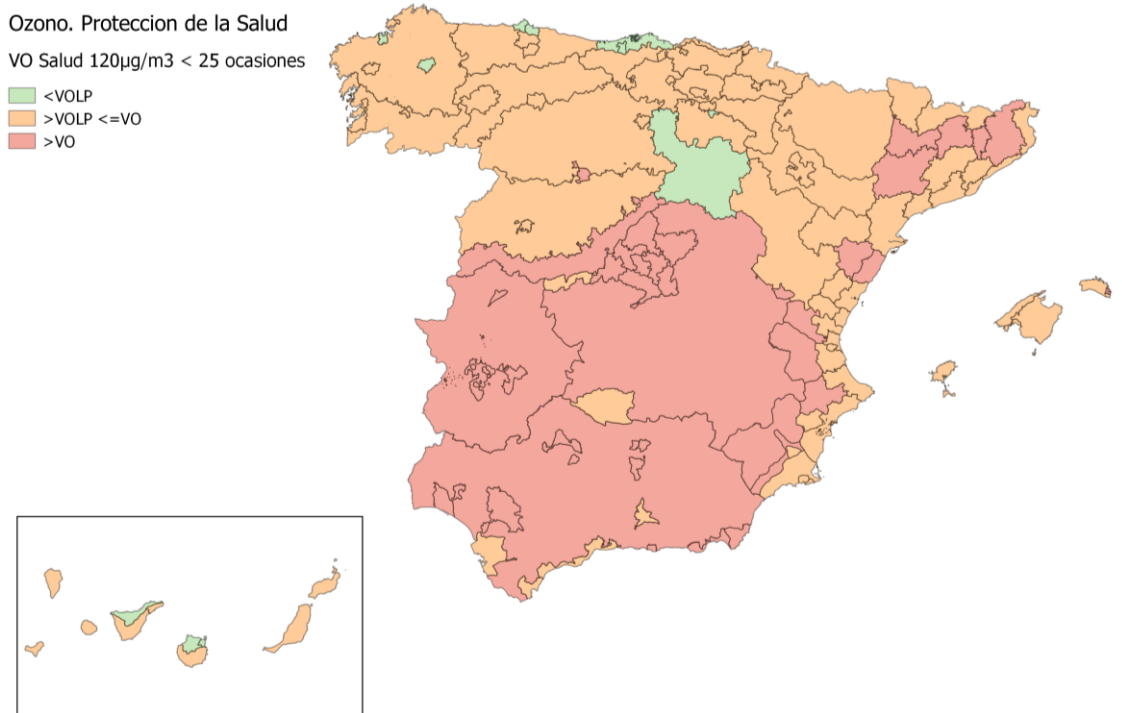 Ozono. Proteccion de la Salud
VO Salud 120µg/m3 < 25 ocasiones
<VOLP
>VOLP <=VO
>VO